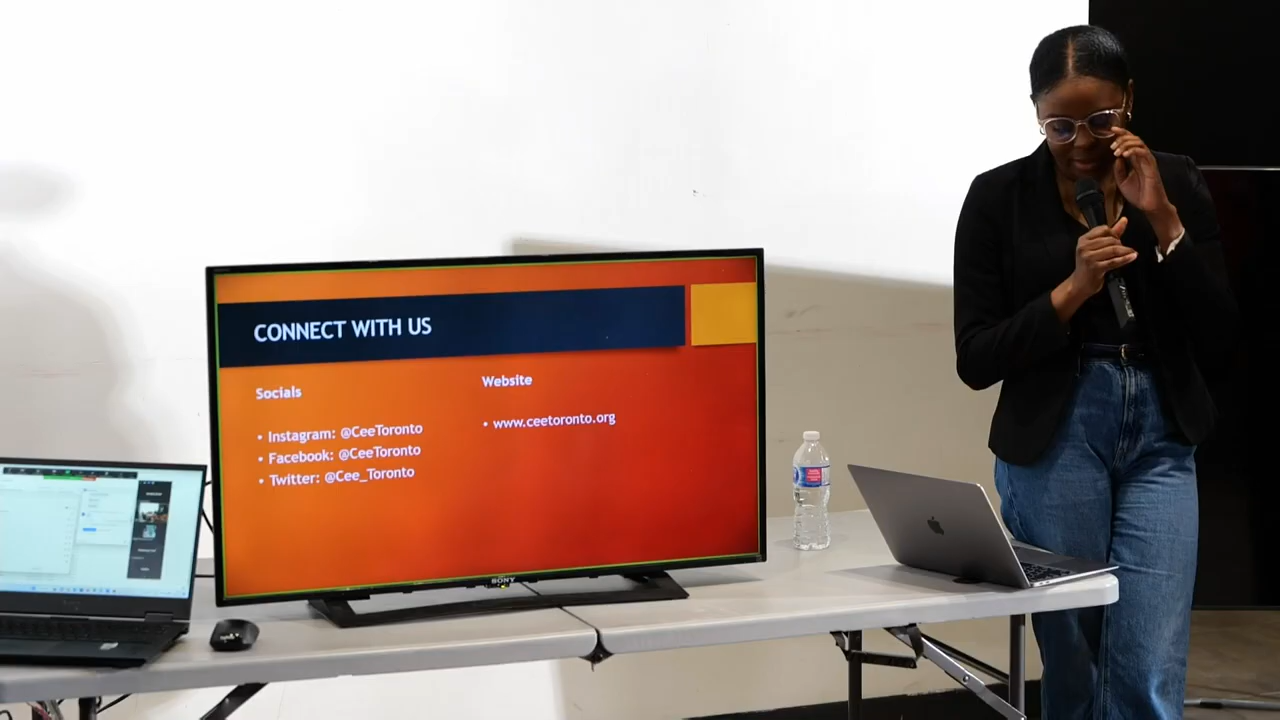 CONNECT WITH US
Socials
• Instagram: @CeeToronto
• Facebook: @CeeToronto
• Twitter: @Cee_Toronto
Website
• www.ceetoronto.org
SONY